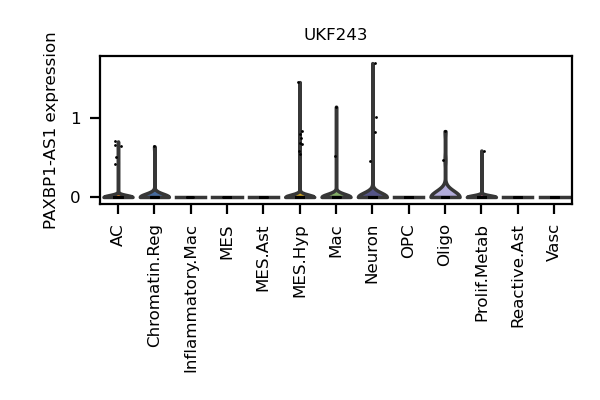 UKF243
PAXBP1-AS1 expression
1
0
AC
Chromatin.Reg
Inflammatory.Mac
MES
MES.Ast
MES.Hyp
Mac
Neuron
OPC
Oligo
Prolif.Metab
Reactive.Ast
Vasc